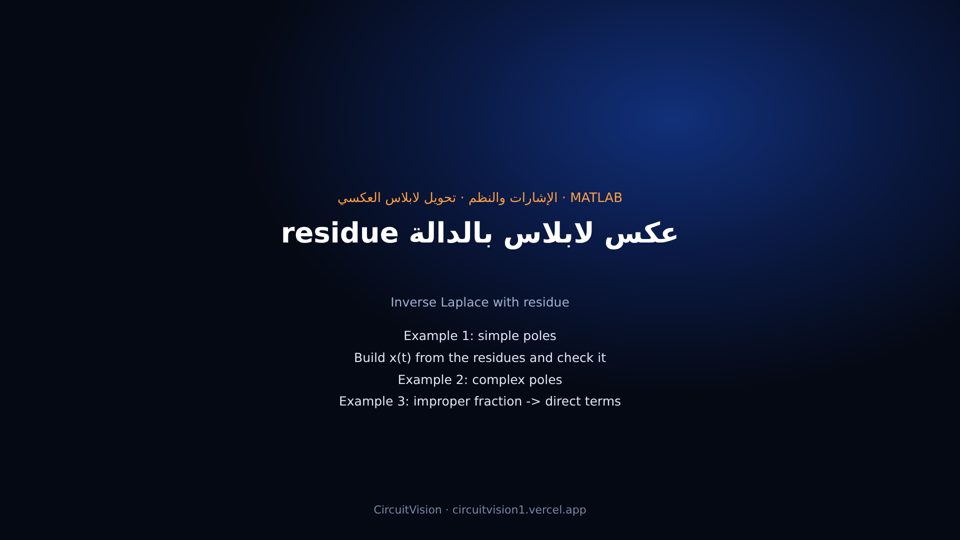 الإشارات والنظم · تحويل لابلاس العكسي · MATLAB
عكس لابلاس بالدالة residue
Inverse Laplace with residue
Example 1: simple poles
Build x(t) from the residues and check it
Example 2: complex poles
Example 3: improper fraction -> direct terms
CircuitVision · circuitvision1.vercel.app